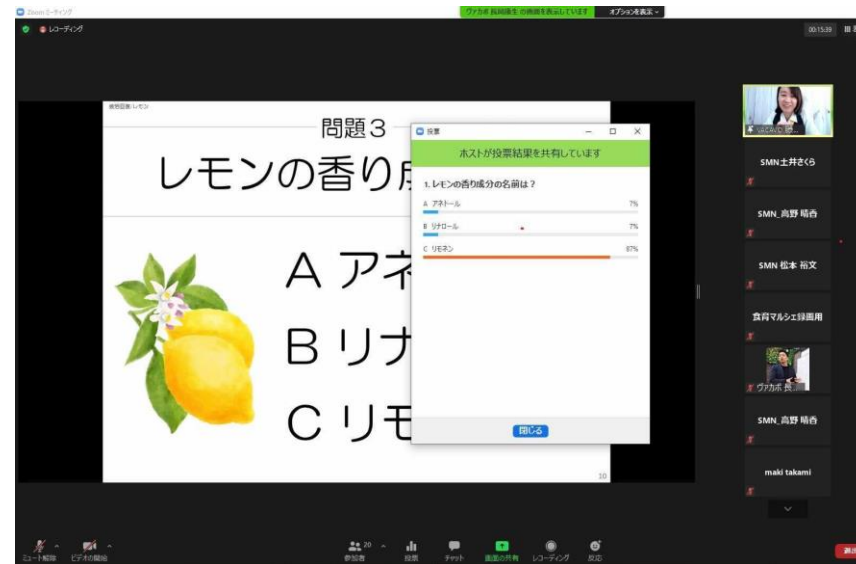 Zoom ミーティング
ヴァカボ 長岡康生 の画面を表示しています
オプションを表示
レコーディング
00:15:39
疲労回復:レモン
問題3
レモンの香り成
A アネ
B リナ
C リモ
10
投票
ホストが投票結果を共有しています
1. レモンの香り成分の名前は?
A アネトール
7%
B リナロール
7%
C リモネン
87%
閉じる
SMN土井さくら
SMN_高野 晴香
SMN 松本 裕文
食育マルシェ録画用
ヴァカボ 長...
SMN_高野 晴香
maki takami
ミュート解除
ビデオの開始
20
参加者
投票
チャット
画面の共有
レコーディング
反応